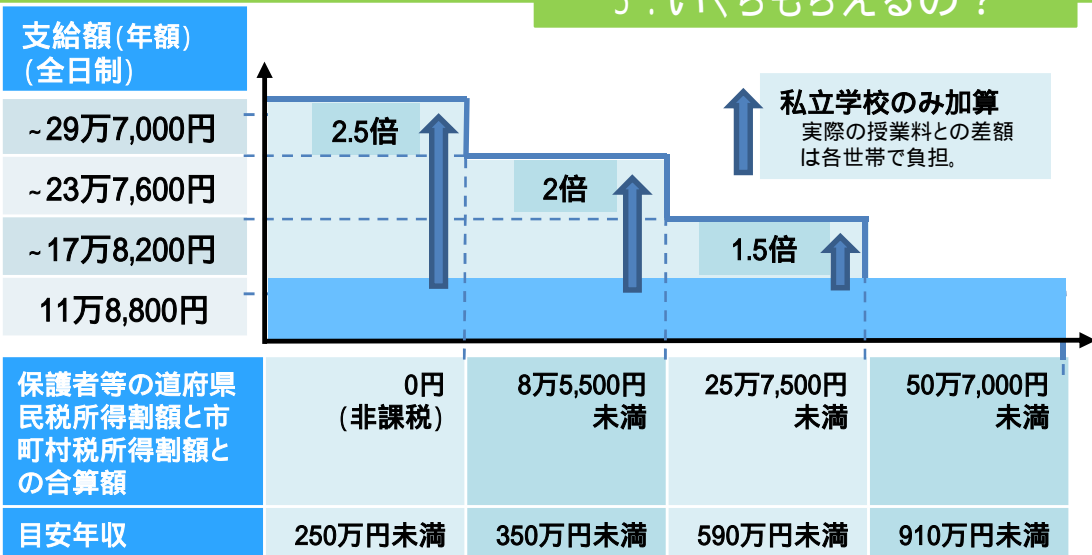 いくらもらえるの？
支給額(年額)
(全日制)
~29万7,000円
~23万7,600円
~17万8,200円
11万8,800円
2.5倍
2倍
1.5倍
私立学校のみ加算
実際の授業料との差額
は各世帯で負担。
保護者等の道府県
民税所得割額と市
町村税所得割額と
の合算額
0円
(非課税)
8万5,500円
未満
25万7,500円
未満
50万7,000円
未満
目安年収
250万円未満
350万円未満
590万円未満
910万円未満